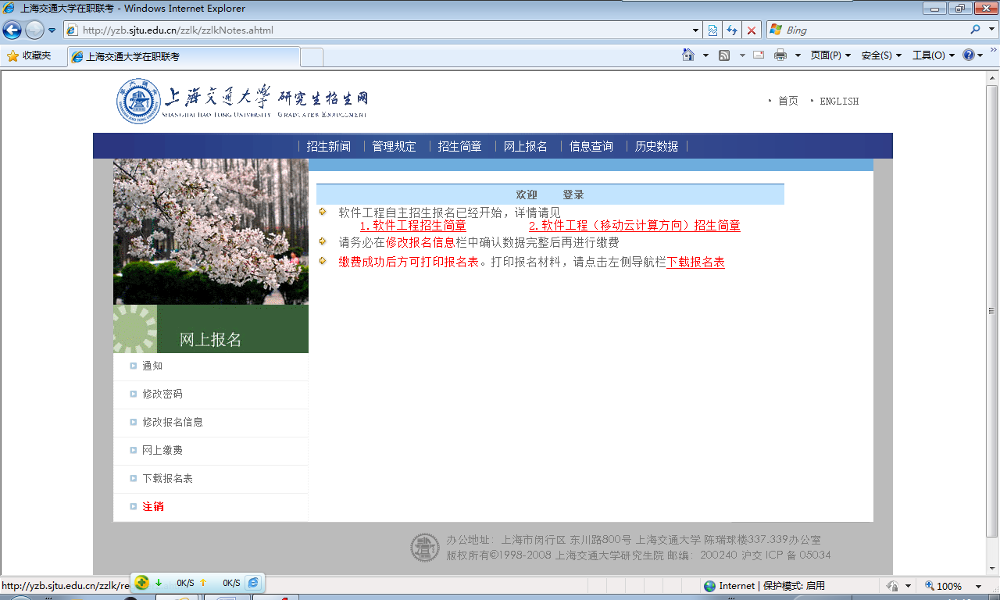 上海交通大学在职联考 - Windows Internet Explorer
http://yzb.sjtu.edu.cn/zzlk/zzlkNotes.ahtml
Bing
收藏夹
上海交通大学在职联考
页面(P)
安全(S)
工具(O)
上海交通大学 研究生招生网
SHANGHAI JIAO TONG UNIVERSITY GRADUATES ENROLMENT
首页
ENGLISH
招生新闻
管理规定
招生简章
网上报名
信息查询
历史数据
欢迎 登录
软件工程自主招生报名已经开始，详情请见
1.软件工程招生简章 2.软件工程（移动云计算方向）招生简章
请务必在修改报名信息栏中确认数据完整后再进行缴费
缴费成功后方可打印报名表。打印报名材料，请点击左侧导航栏下载报名表
网上报名
通知
修改密码
修改报名信息
网上缴费
下载报名表
注销
办公地址：上海市闵行区 东川路800号 上海交通大学 陈瑞球楼337.339办公室
版权所有©1998-2008 上海交通大学研究生院 邮编：200240 沪交 ICP 备 05034
http://yzb.sjtu.edu.cn/zzlk/re
0K/S
0K/S
Internet | 保护模式: 启用
100%